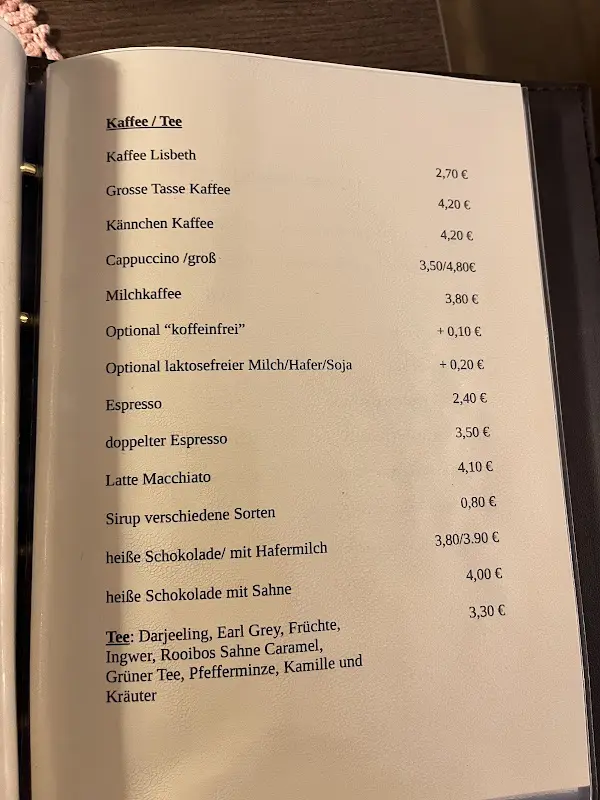 Kaffee / Tee
Kaffee Lisbeth 2,70 €
Grosse Tasse Kaffee 4,20 €
Kännchen Kaffee 4,20 €
Cappuccino /groß 3,50/4,80€
Milchkaffee 3,80 €
Optional “koffeinfrei” + 0,10 €
Optional laktosefreier Milch/Hafer/Soja + 0,20 €
Espresso 2,40 €
doppelter Espresso 3,50 €
Latte Macchiato 4,10 €
Sirup verschiedene Sorten 0,80 €
heiße Schokolade/ mit Hafermilch 3,80/3.90 €
heiße Schokolade mit Sahne 4,00 €
Tee: Darjeeling, Earl Grey, Früchte, 3,30 €
Ingwer, Rooibos Sahne Caramel,
Grüner Tee, Pfefferminze, Kamille und
Kräuter